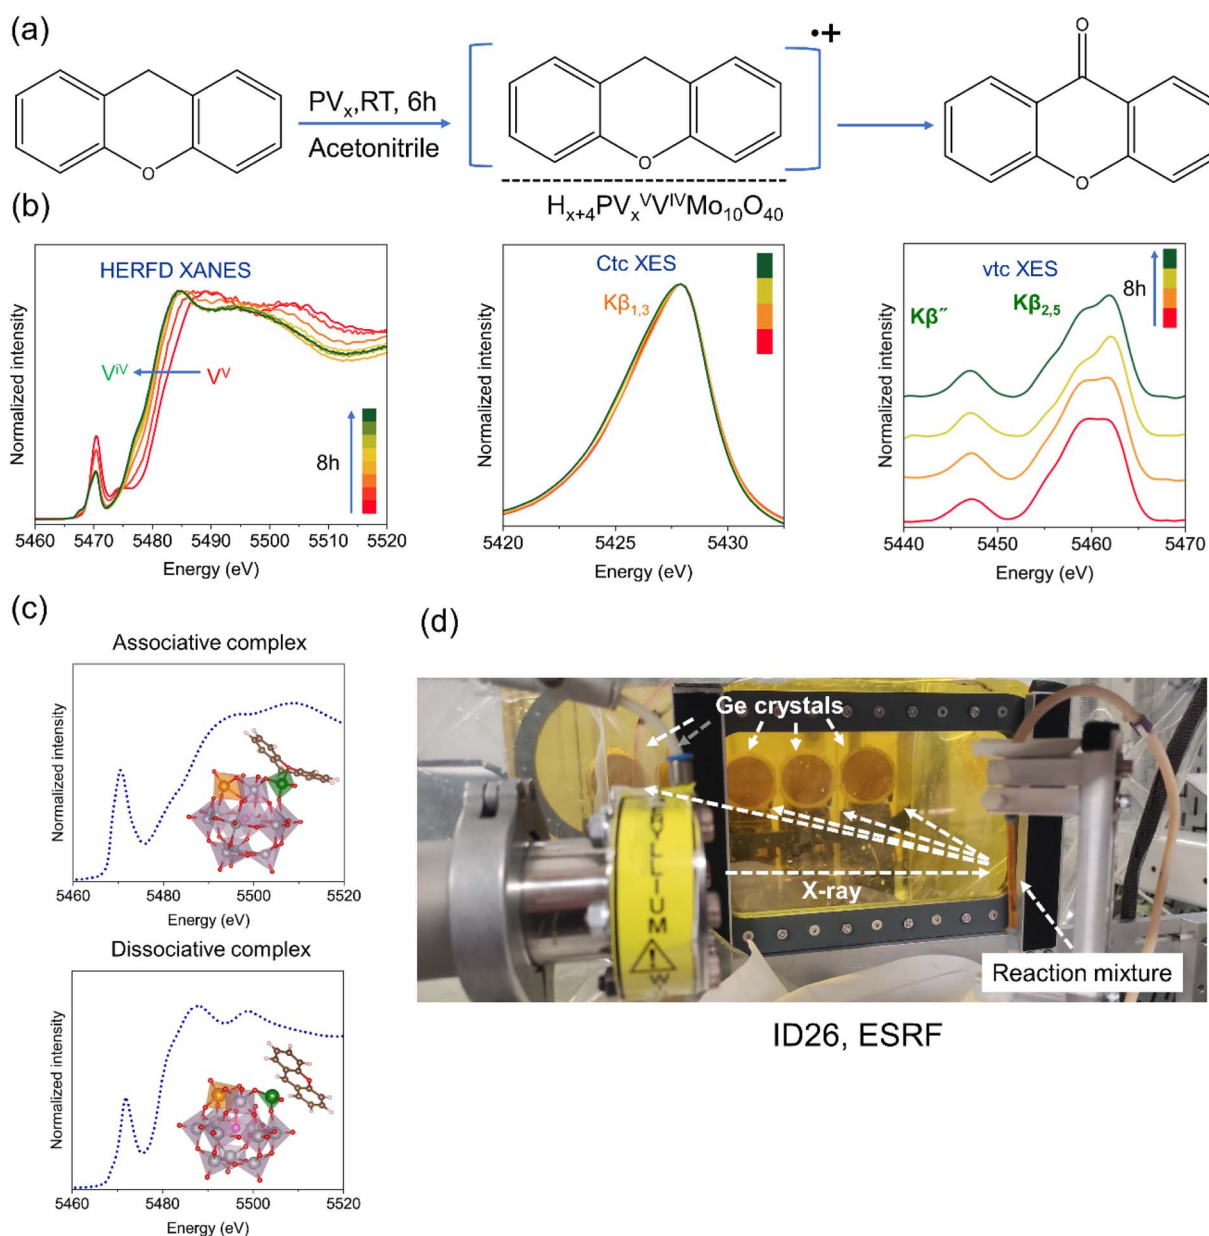 (a)
•+
O
PVₓ,RT, 6h
Acetonitrile
O
O
O
Hₓ₊₄PVₓⱽVᴵⱽMo₁₀O₄₀
(b)
HERFD XANES
Ctc XES
vtc XES
Kβ₁,₃
8h
Kβ″
Kβ₂,₅
Vⁱⱽ
Vⱽ
8h
Normalized intensity
Normalized intensity
Normalized intensity
5460 5470 5480 5490 5500 5510 5520
5420 5425 5430
5440 5450 5460 5470
Energy (eV)
Energy (eV)
Energy (eV)
(c)
Associative complex
Normalized intensity
5460 5480 5500 5520
Energy (eV)
Dissociative complex
Normalized intensity
5460 5480 5500 5520
Energy (eV)
(d)
Ge crystals
X-ray
Reaction mixture
ID26, ESRF